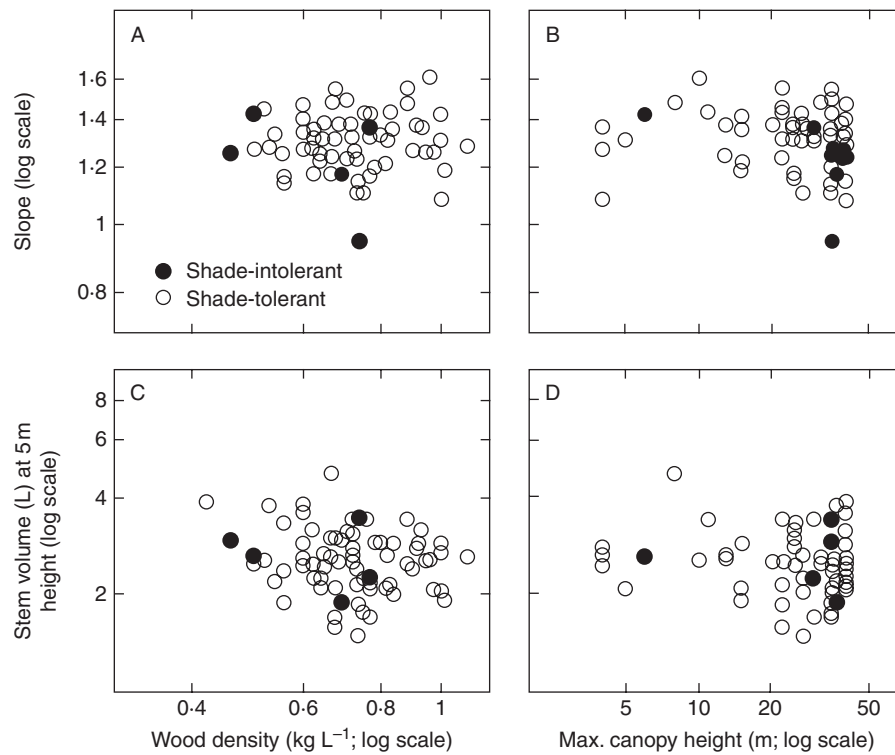 A
B
1·6
1·4
1·2
1
0·8
Slope (log scale)
Shade-intolerant
Shade-tolerant
C
D
8
4
2
Stem volume (L) at 5 m
height (log scale)
0·4 0·6 0·8 1
5 10 20 50
Wood density (kg L⁻¹; log scale)
Max. canopy height (m; log scale)